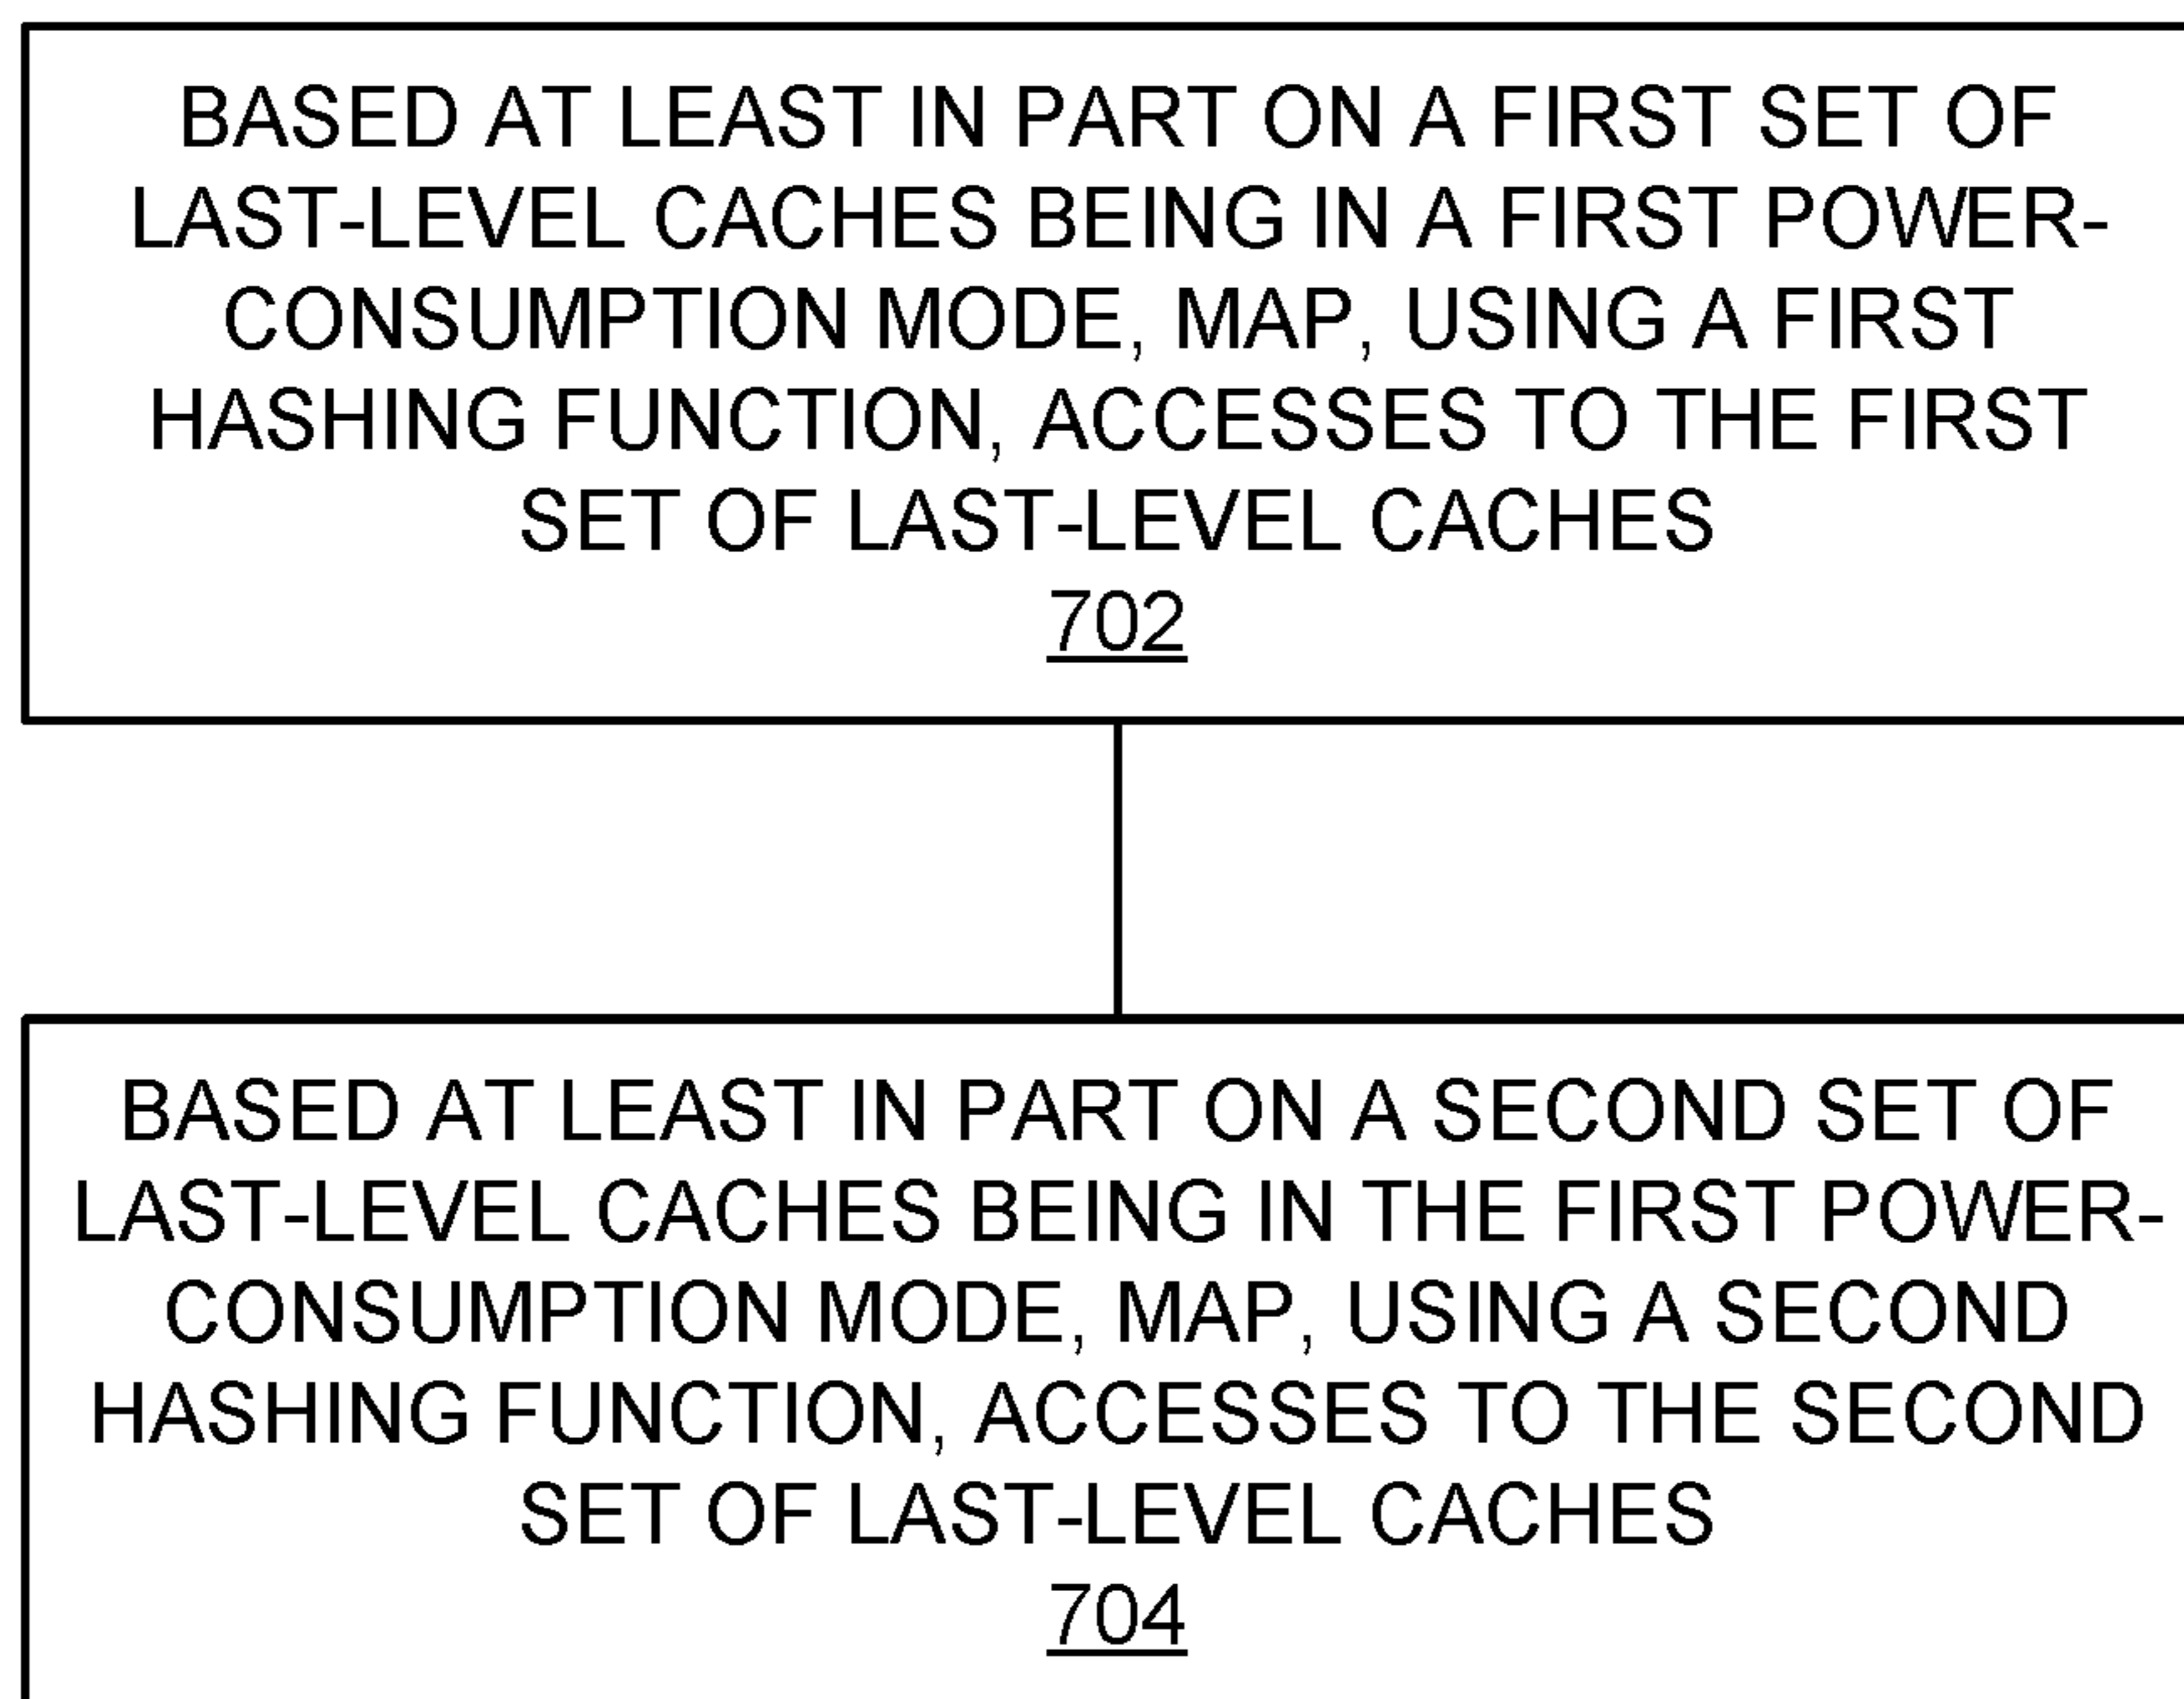 BASED AT LEAST IN PART ON A FIRST SET OF
LAST-LEVEL CACHES BEING IN A FIRST POWER-
CONSUMPTION MODE, MAP, USING A FIRST
HASHING FUNCTION, ACCESSES TO THE FIRST
SET OF LAST-LEVEL CACHES
702
BASED AT LEAST IN PART ON A SECOND SET OF
LAST-LEVEL CACHES BEING IN THE FIRST POWER-
CONSUMPTION MODE, MAP, USING A SECOND
HASHING FUNCTION, ACCESSES TO THE SECOND
SET OF LAST-LEVEL CACHES
704